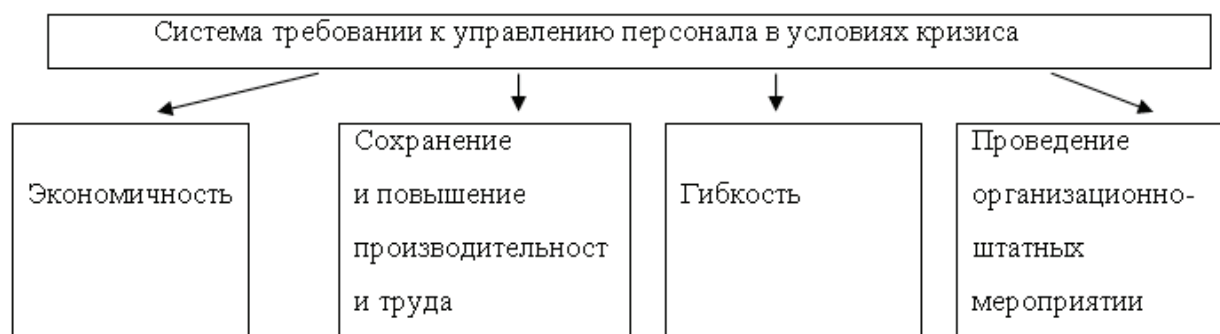 Система требовании к управлению персонала в условиях кризиса
Экономичность
Сохранение
и повышение
производительност
и труда
Гибкость
Проведение
организационно-
штатных
мероприятии